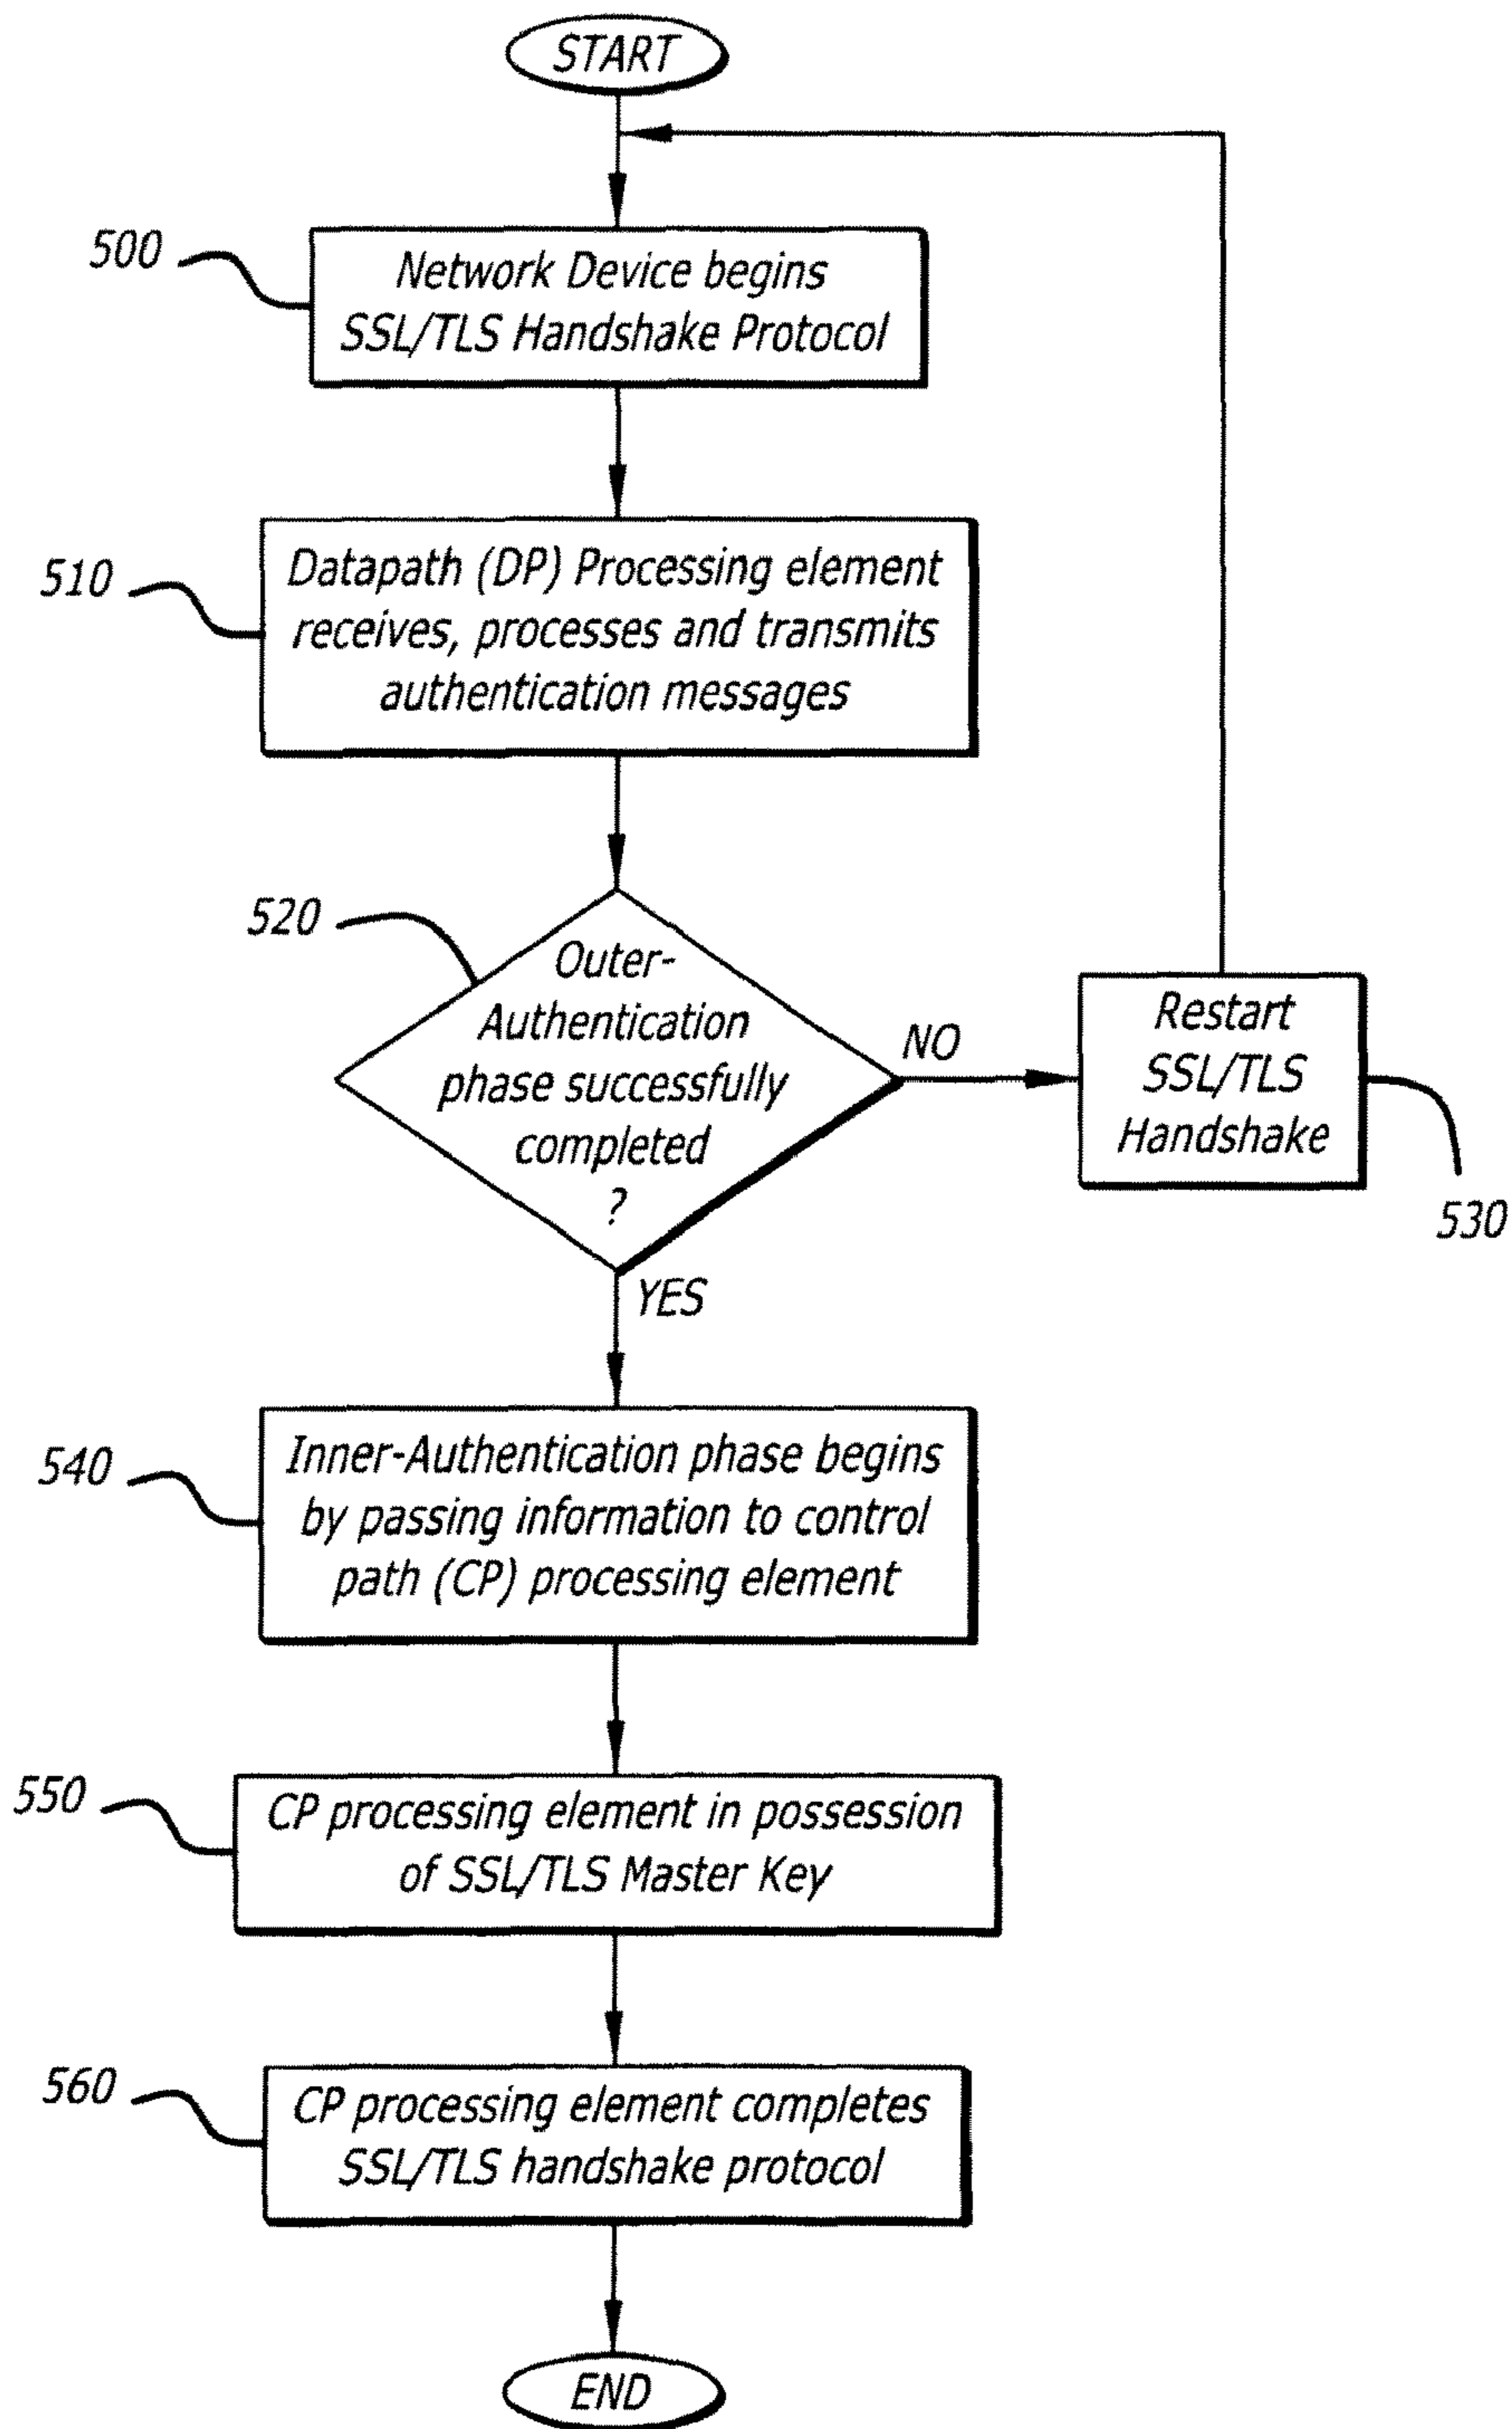 START
500
Network Device begins
SSL/TLS Handshake Protocol
510
Datapath (DP) Processing element
receives, processes and transmits
authentication messages
520
Outer-
Authentication
phase successfully
completed
?
NO
Restart
SSL/TLS
Handshake
530
YES
540
Inner-Authentication phase begins
by passing information to control
path (CP) processing element
550
CP processing element in possession
of SSL/TLS Master Key
560
CP processing element completes
SSL/TLS handshake protocol
END